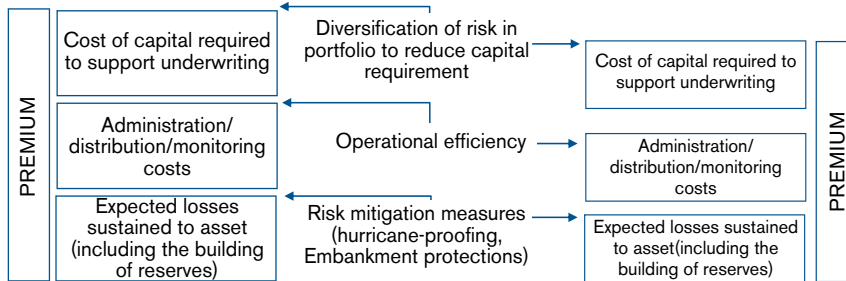 PREMIUM
Cost of capital required
to support underwriting
Administration/
distribution/monitoring
costs
Expected losses
sustained to asset
(including the building
of reserves)
Diversification of risk in
portfolio to reduce capital
requirement
Operational efficiency
Risk mitigation measures
(hurricane-proofing,
Embankment protections)
Cost of capital required to
support underwriting
Administration/
distribution/monitoring
costs
Expected losses sustained
to asset(including the
building of reserves)
PREMIUM